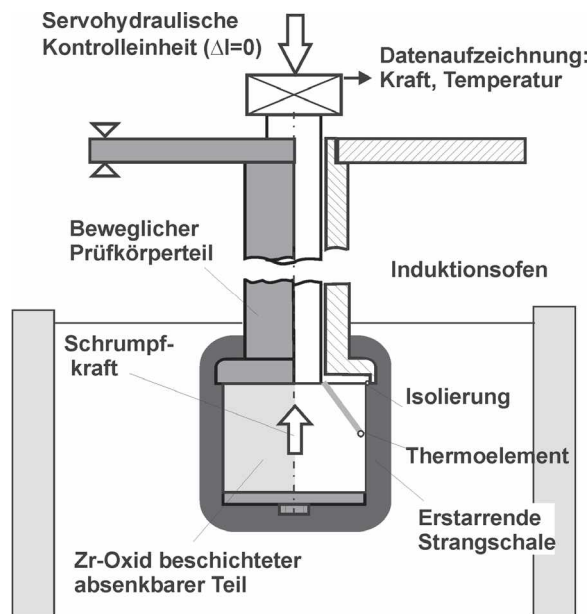 Servohydraulische
Kontrolleinheit (Δl=0)
Datenaufzeichnung:
Kraft, Temperatur
Beweglicher
Prüfkörperteil
Induktionsofen
Schrumpf-
kraft
Isolierung
Thermoelement
Erstarrende
Strangschale
Zr-Oxid beschichteter
absenkbarer Teil